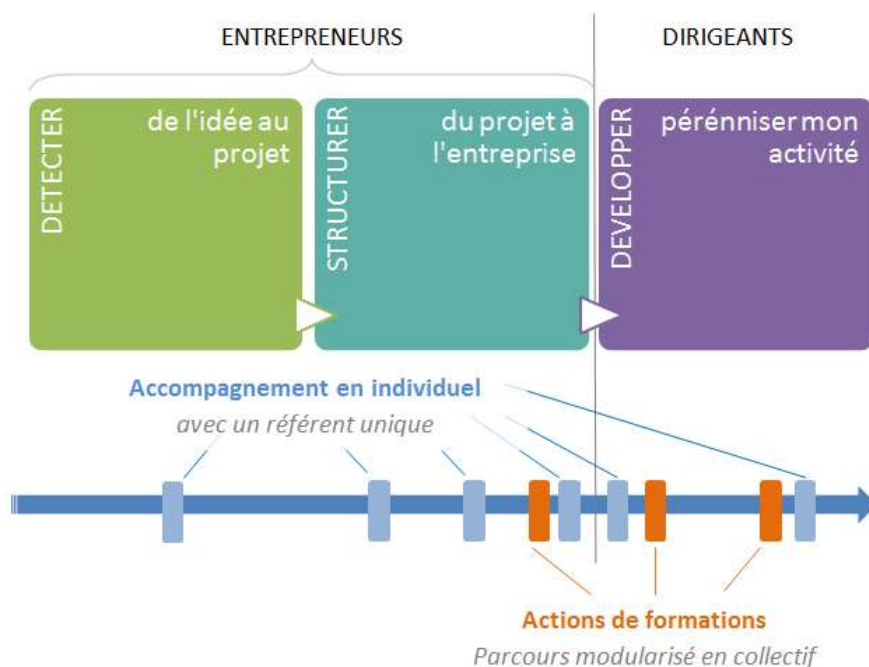 ENTREPRENEURS
DIRIGEANTS
DETECTER
de l'idée au
projet
STRUCTURER
du projet à
l'entreprise
DEVELOPPER
pérénniser mon
activité
Accompagnement en individuel
avec un référent unique
Actions de formations
Parcours modularisé en collectif